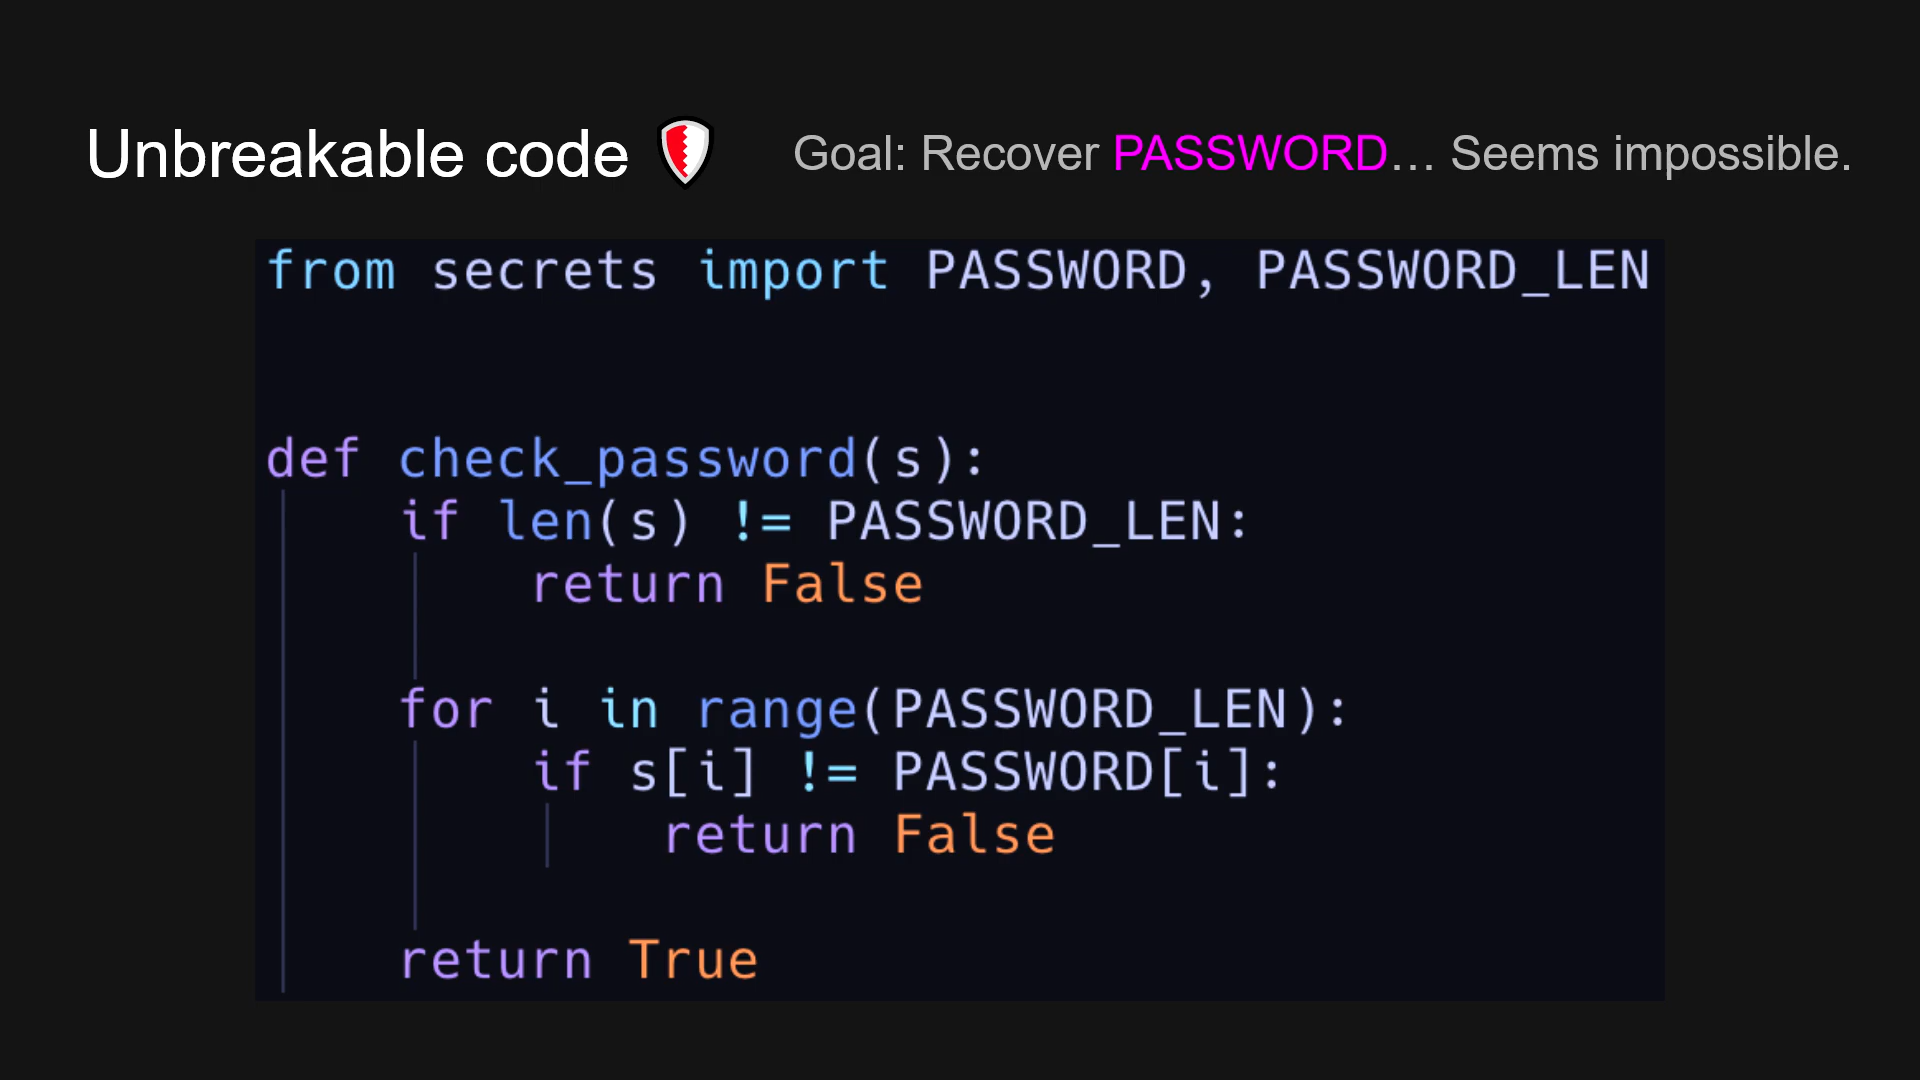 Unbreakable code
Goal: Recover PASSWORD… Seems impossible.
from secrets import PASSWORD, PASSWORD_LEN
def check_password(s):
    if len(s) != PASSWORD_LEN:
        return False
    for i in range(PASSWORD_LEN):
        if s[i] != PASSWORD[i]:
            return False
    return True